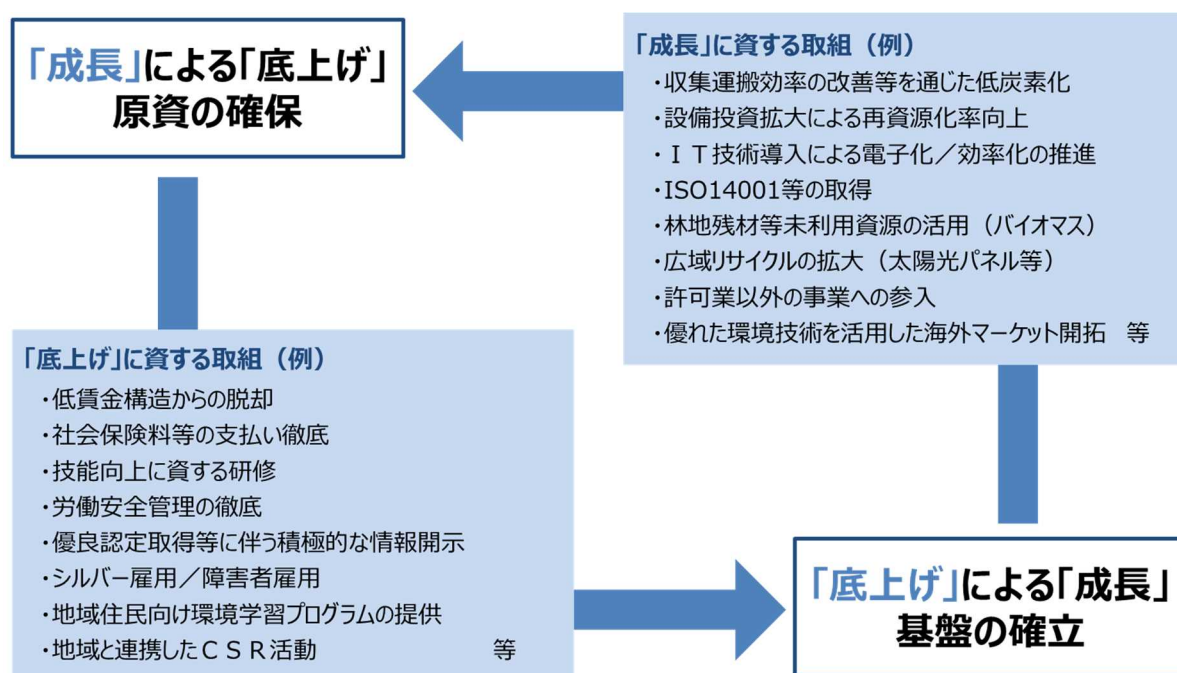 「成長」による「底上げ」
原資の確保
「成長」に資する取組（例）
・収集運搬効率の改善等を通じた低炭素化
・設備投資拡大による再資源化率向上
・ＩＴ技術導入による電子化／効率化の推進
・ISO14001等の取得
・林地残材等未利用資源の活用（バイオマス）
・広域リサイクルの拡大（太陽光パネル等）
・許可業以外の事業への参入
・優れた環境技術を活用した海外マーケット開拓　等
「底上げ」に資する取組（例）
・低賃金構造からの脱却
・社会保険料等の支払い徹底
・技能向上に資する研修
・労働安全管理の徹底
・優良認定取得等に伴う積極的な情報開示
・シルバー雇用／障害者雇用
・地域住民向け環境学習プログラムの提供
・地域と連携したＣＳＲ活動　等
「底上げ」による「成長」
基盤の確立